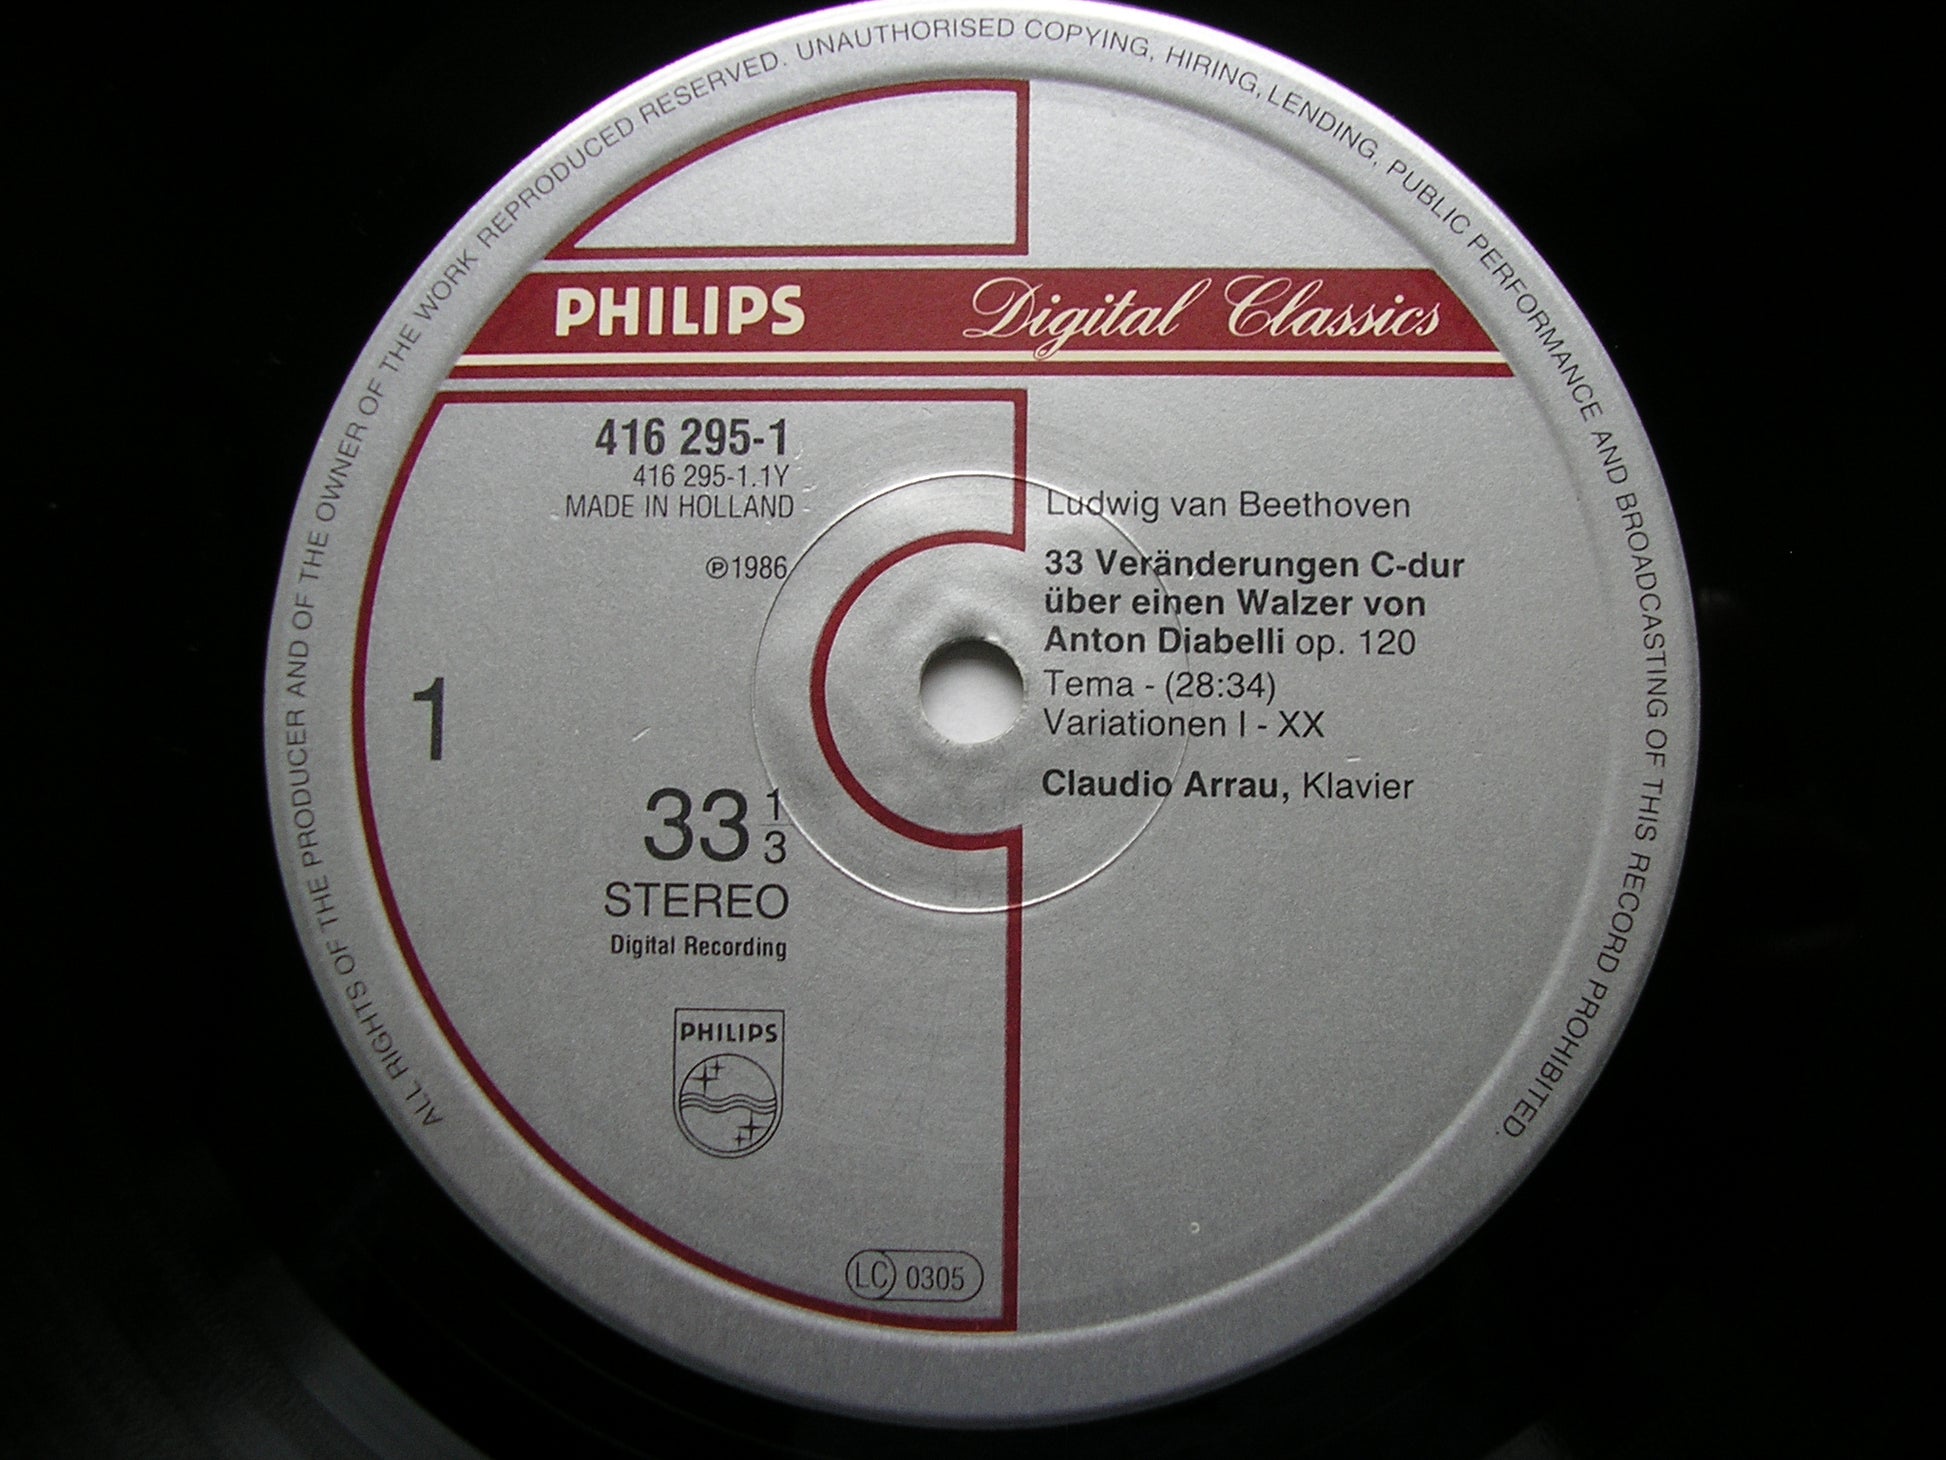 ALL RIGHTS OF THE PRODUCER AND OF THE OWNER OF THE WORK REPRODUCED RESERVED. UNAUTHORISED COPYING, HIRING, LENDING, PUBLIC PERFORMANCE AND BROADCASTING OF THIS RECORD PROHIBITED.
PHILIPS Digital Classics
416 295-1
416 295-1.1Y
MADE IN HOLLAND
℗1986
1
33 1/3
STEREO
Digital Recording
PHILIPS
LC 0305
Ludwig van Beethoven
33 Veränderungen C-dur
über einen Walzer von
Anton Diabelli op. 120
Tema - (28:34)
Variationen I - XX
Claudio Arrau, Klavier